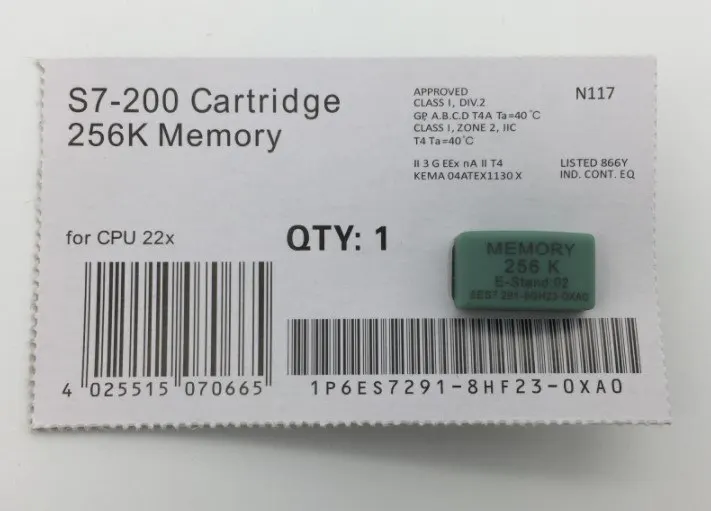 S7-200 Cartridge
256K Memory
APPROVED
CLASS I, DIV.2
GP. A.B.C.D T4A Ta=40°C
CLASS I, ZONE 2, IIC
T4 Ta=40°C
II 3 G EEx nA II T4
KEMA 04ATEX1130 X
N117
LISTED 866Y
IND. CONT. EQ
for CPU 22x
QTY: 1
MEMORY
256 K
E-Stand:02
4 025515 070665
1P6ES7291-8HF23-0XA0